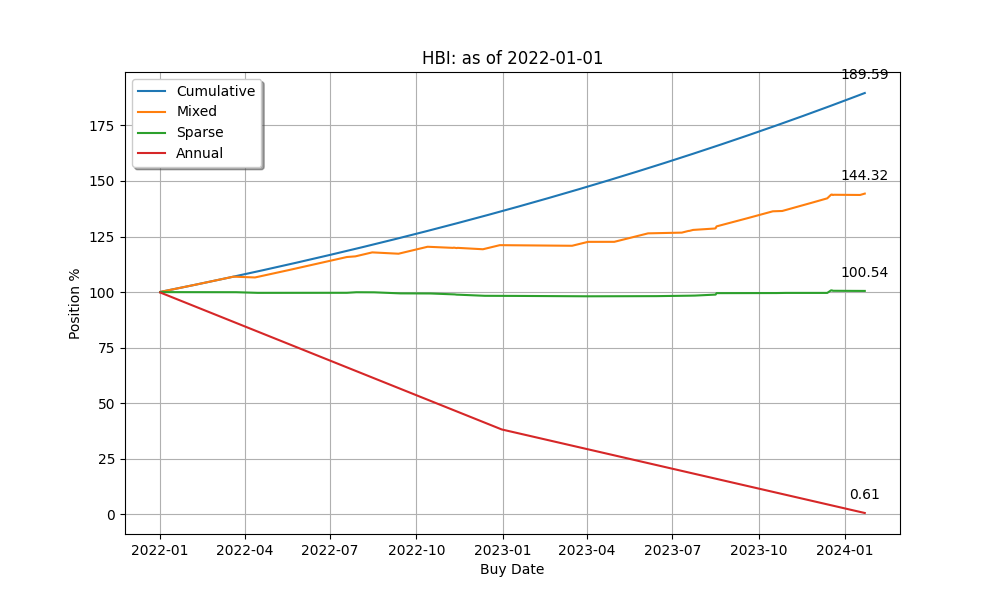 HBI: as of 2022-01-01
189.59
Cumulative
Mixed
Sparse
Annual
175
150
125
100
75
50
25
0
144.32
100.54
0.61
Position %
2022-01 2022-04 2022-07 2022-10 2023-01 2023-04 2023-07 2023-10 2024-01
Buy Date